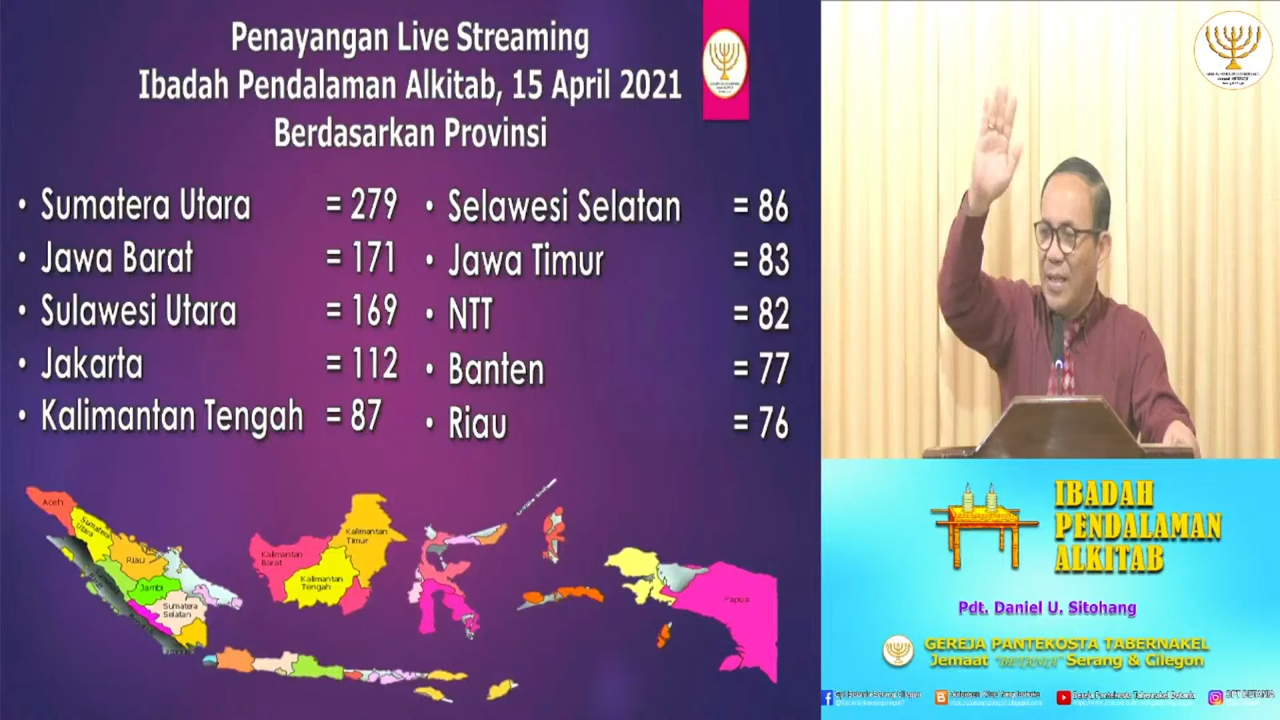 Penayangan Live Streaming
Ibadah Pendalaman Alkitab, 15 April 2021
Berdasarkan Provinsi
• Sumatera Utara = 279
• Jawa Barat = 171
• Sulawesi Utara = 169
• Jakarta = 112
• Kalimantan Tengah = 87
• Selawesi Selatan = 86
• Jawa Timur = 83
• NTT = 82
• Banten = 77
• Riau = 76
Aceh
Sumatera
Utara
Riau
Jambi
Sumatera
Selatan
Kalimantan
Barat
Kalimantan
Tengah
Kalimantan
Timur
Papua
IBADAH
PENDALAMAN
ALKITAB
Pdt. Daniel U. Sitohang
GEREJA PANTEKOSTA TABERNAKEL
Jemaat "BETANIA" Serang & Cilegon
GPT BETANIA